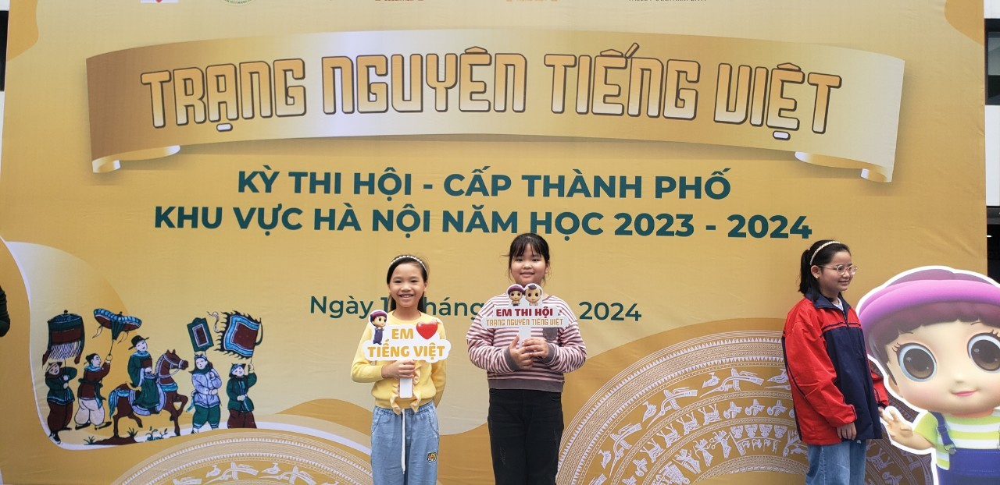 TRẠNG NGUYÊN TIẾNG VIỆT
KỲ THI HỘI - CẤP THÀNH PHỐ
KHU VỰC HÀ NỘI NĂM HỌC 2023 - 2024
Ngày 2024
EM
TIẾNG VIỆT
EM THI HỘI
TRẠNG NGUYÊN TIẾNG VIỆT